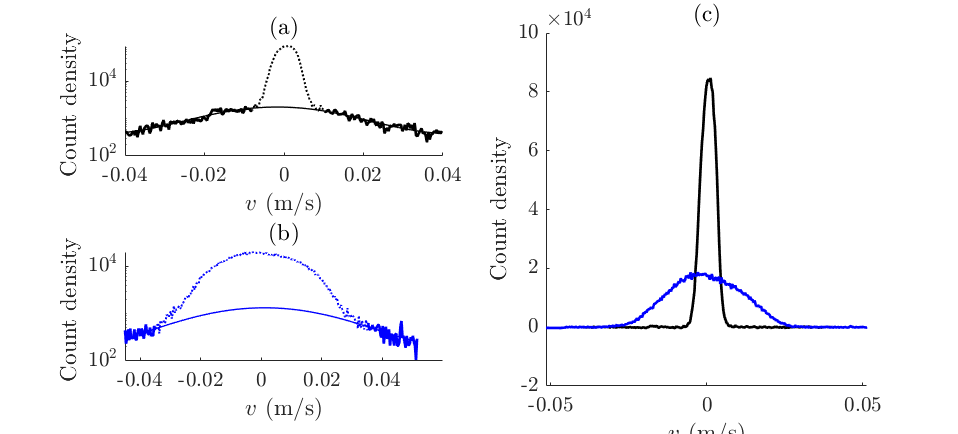 (a)
Count density
10^4
10^2
-0.04 -0.02 0 0.02 0.04
v (m/s)
(b)
Count density
10^4
10^2
-0.04 -0.02 0 0.02 0.04
v (m/s)
(c)
×10^4
Count density
10
8
6
4
2
0
-2
-0.05 0 0.05
v (m/s)